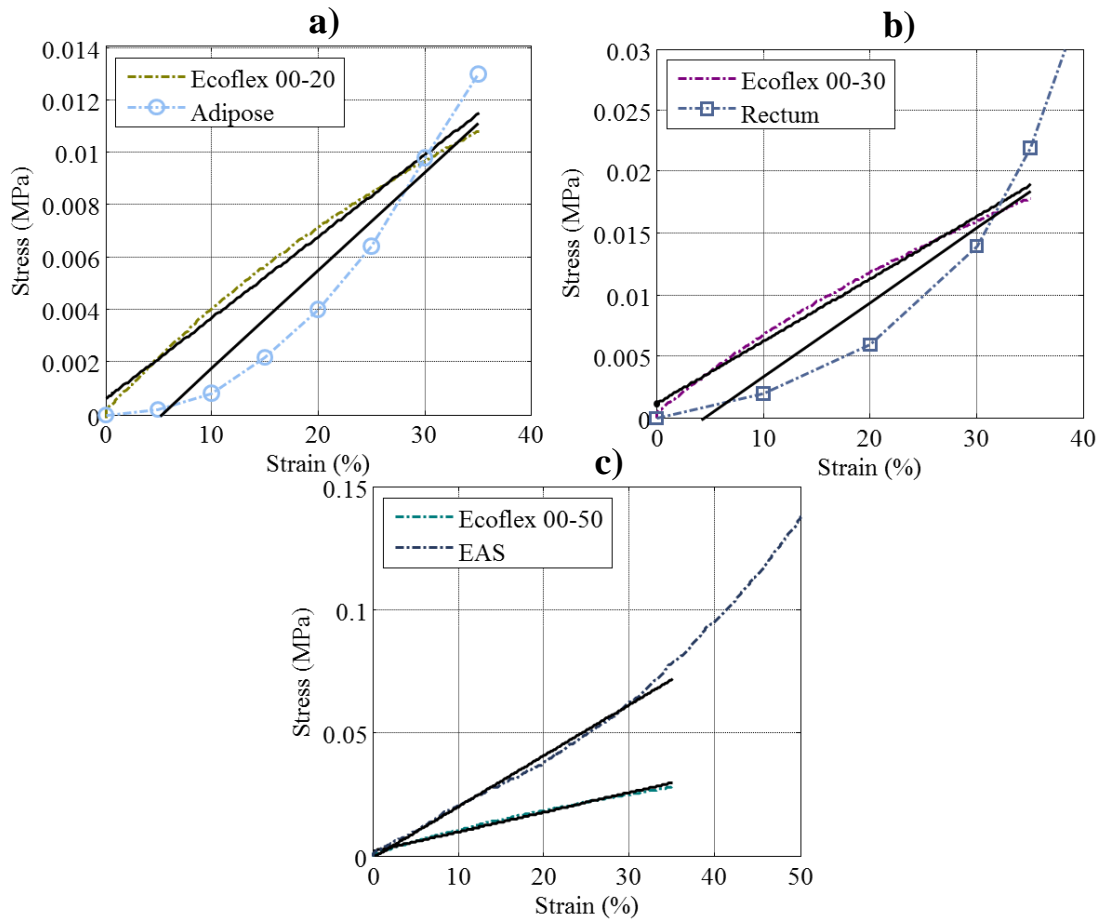 a)
Stress (MPa)
0.014
0.012
0.01
0.008
0.006
0.004
0.002
0
Ecoflex 00-20
Adipose
0 10 20 30 40
Strain (%)
b)
Stress (MPa)
0.03
0.025
0.02
0.015
0.01
0.005
0
Ecoflex 00-30
Rectum
0 10 20 30 40
Strain (%)
c)
Stress (MPa)
0.15
0.1
0.05
0
Ecoflex 00-50
EAS
0 10 20 30 40 50
Strain (%)